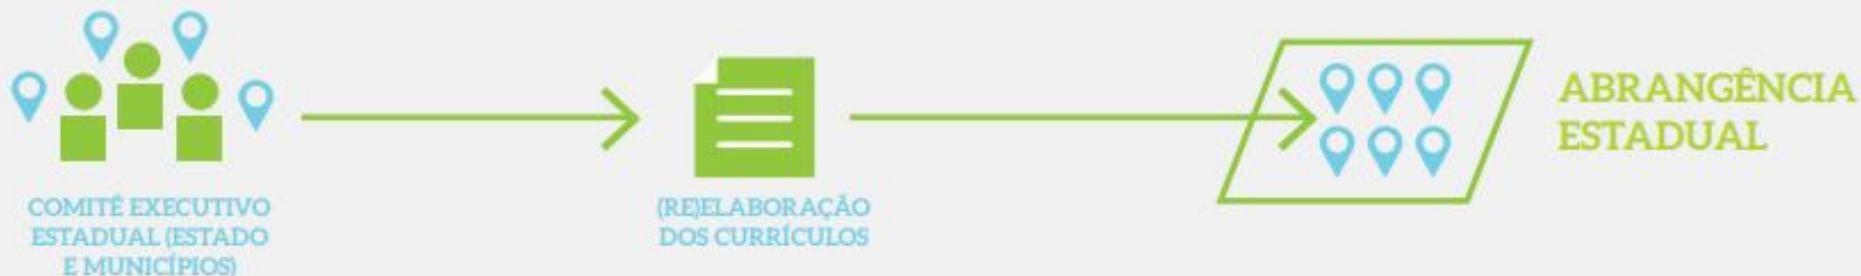 COMITÊ EXECUTIVO
ESTADUAL (ESTADO
E MUNICÍPIOS)
(RE)ELABORAÇÃO
DOS CURRÍCULOS
ABRANGÊNCIA
ESTADUAL